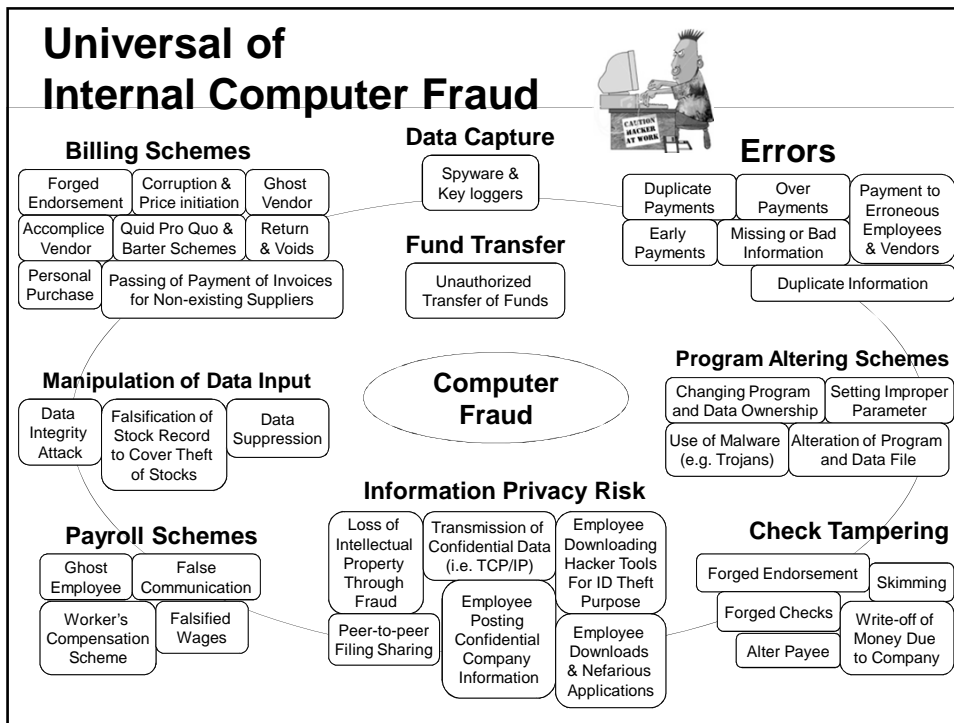 Universal of
Internal Computer Fraud
CAUTION
HACKER
AT WORK
Billing Schemes
Forged
Endorsement
Corruption &
Price initiation
Ghost
Vendor
Accomplice
Vendor
Quid Pro Quo &
Barter Schemes
Return
& Voids
Personal
Purchase
Passing of Payment of Invoices
for Non-existing Suppliers
Data Capture
Spyware &
Key loggers
Fund Transfer
Unauthorized
Transfer of Funds
Errors
Duplicate
Payments
Over
Payments
Payment to
Erroneous
Employees
& Vendors
Early
Payments
Missing or Bad
Information
Duplicate Information
Manipulation of Data Input
Data
Integrity
Attack
Falsification of
Stock Record
to Cover Theft
of Stocks
Data
Suppression
Computer
Fraud
Program Altering Schemes
Changing Program
and Data Ownership
Setting Improper
Parameter
Use of Malware
(e.g. Trojans)
Alteration of Program
and Data File
Payroll Schemes
Ghost
Employee
False
Communication
Worker's
Compensation
Scheme
Falsified
Wages
Information Privacy Risk
Loss of
Intellectual
Property
Through
Fraud
Transmission of
Confidential Data
(i.e. TCP/IP)
Employee
Downloading
Hacker Tools
For ID Theft
Purpose
Peer-to-peer
Filing Sharing
Employee
Posting
Confidential
Company
Information
Employee
Downloads
& Nefarious
Applications
Check Tampering
Forged Endorsement
Skimming
Forged Checks
Alter Payee
Write-off of
Money Due
to Company